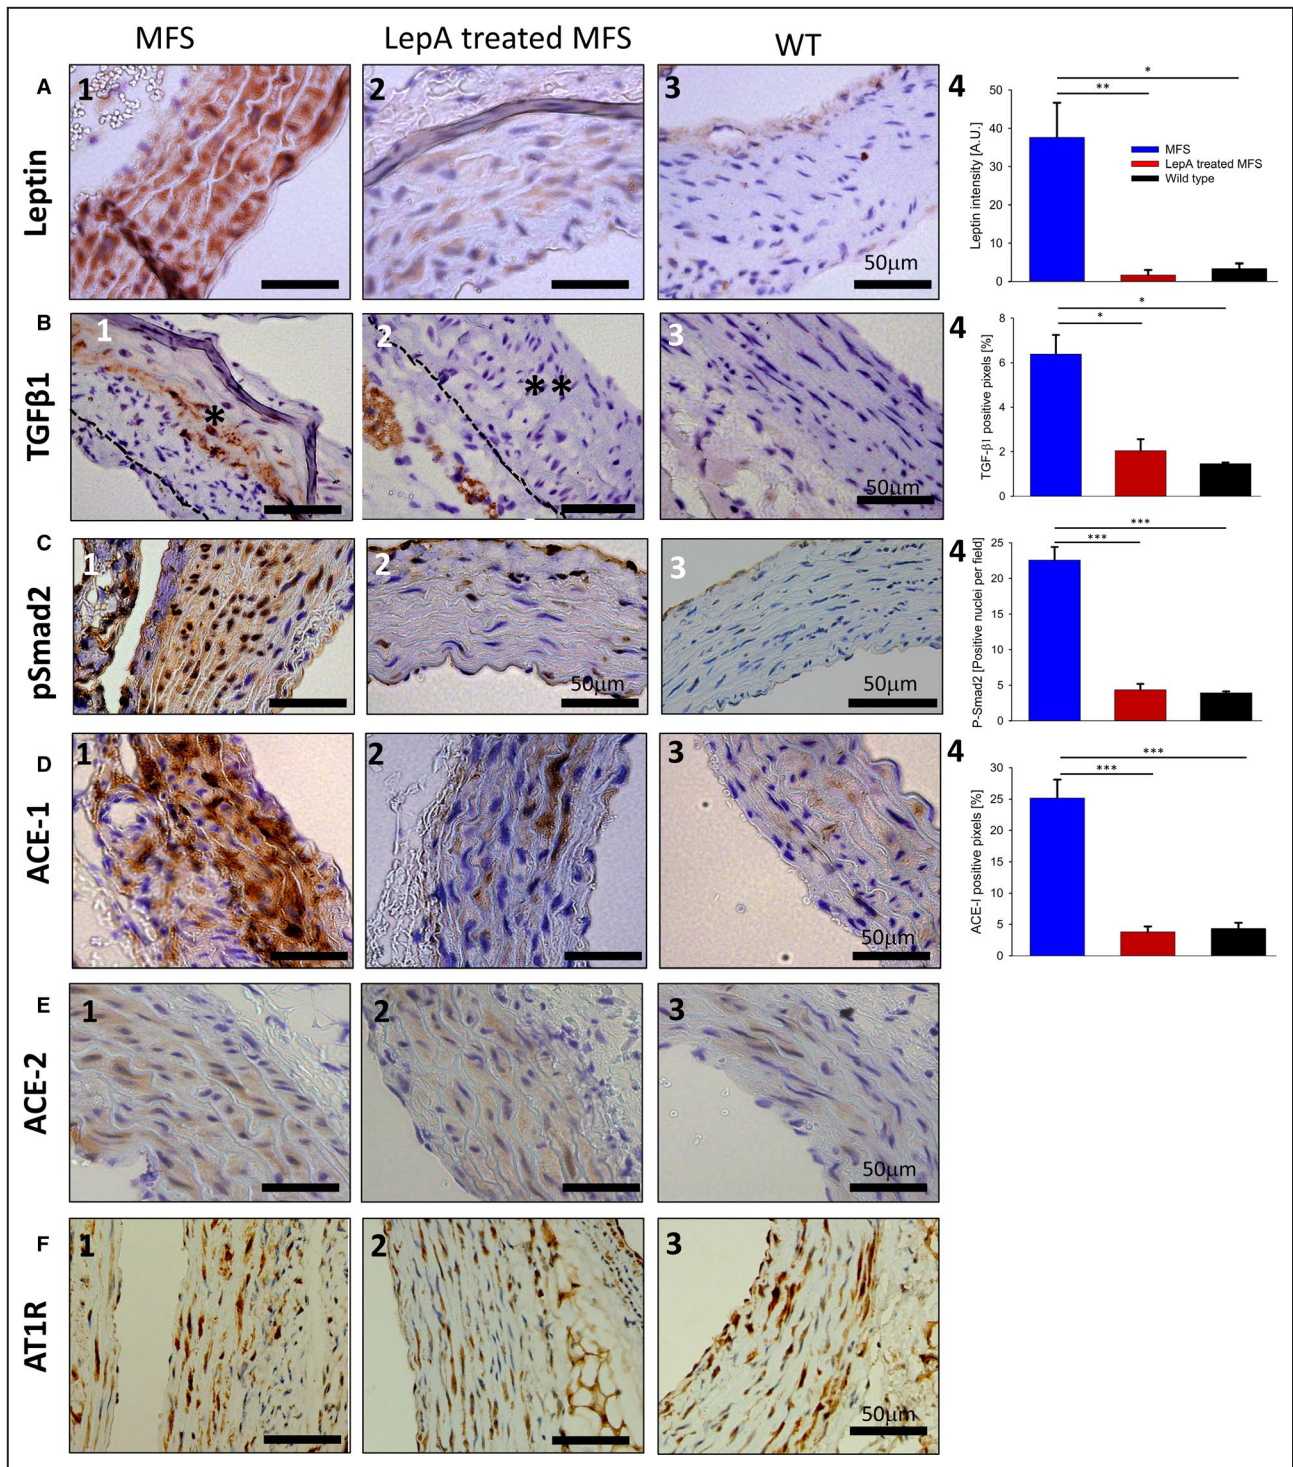 MFS
LepA treated MFS
WT
A
Leptin
1
2
3
50μm
4
*
**
50
40
30
20
10
0
Leptin intensity [A.U.]
MFS
LepA treated MFS
Wild type
B
TGFβ1
1
*
2
**
3
50μm
4
*
*
8
6
4
2
0
TGF-β1 positive pixels [%]
C
pSmad2
1
2
50μm
3
50μm
4
***
***
25
20
15
10
5
0
P-Smad2 [Positive nuclei per field]
D
ACE-1
1
2
3
50μm
4
***
***
30
25
20
15
10
5
0
ACE-I positive pixels [%]
E
ACE-2
1
2
3
50μm
F
AT1R
1
2
3
50μm